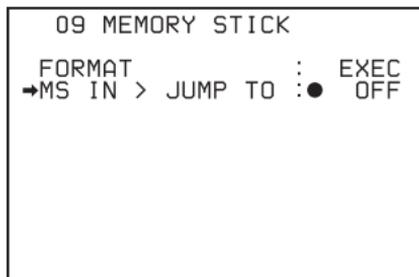 09 MEMORY STICK
FORMAT : EXEC
➡MS IN > JUMP TO :● OFF